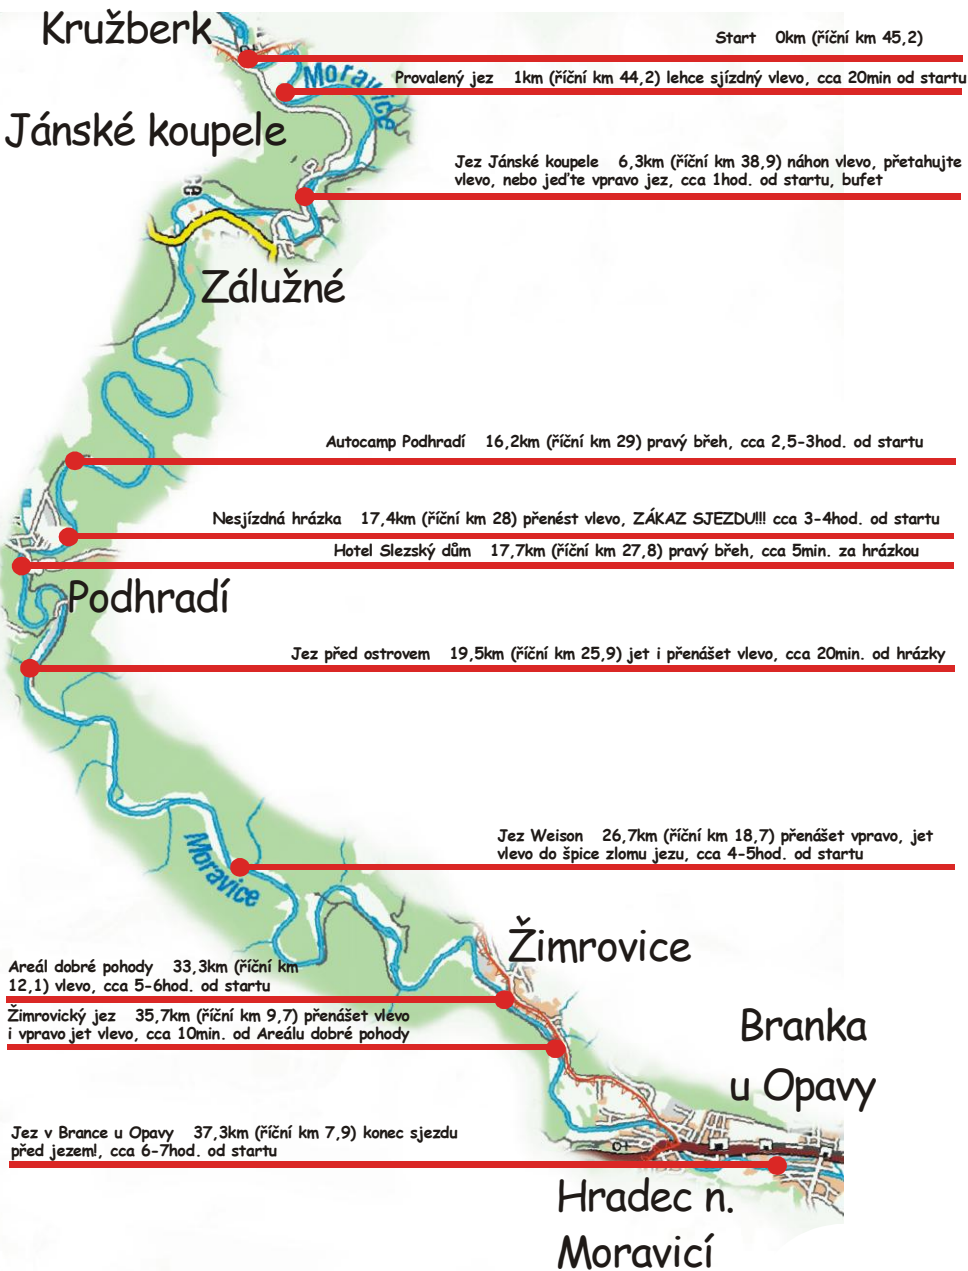 Kružberk
Start 0km (říční km 45,2)
Moravice
Provalený jez 1km (říční km 44,2) lehce sjízdný vlevo, cca 20min od startu
Jánské koupele
Jez Jánské koupele 6,3km (říční km 38,9) náhon vlevo, přetahujte
vlevo, nebo jeďte vpravo jez, cca 1hod. od startu, bufet
Zálužné
Autocamp Podhradí 16,2km (říční km 29) pravý břeh, cca 2,5-3hod. od startu
Nesjízdná hrázka 17,4km (říční km 28) přenést vlevo, ZÁKAZ SJEZDU!!! cca 3-4hod. od startu
Hotel Slezský dům 17,7km (říční km 27,8) pravý břeh, cca 5min. za hrázkou
Podhradí
Jez před ostrovem 19,5km (říční km 25,9) jet i přenášet vlevo, cca 20min. od hrázky
Jez Weison 26,7km (říční km 18,7) přenášet vpravo, jet
vlevo do špice zlomu jezu, cca 4-5hod. od startu
Moravice
Žimrovice
Areál dobré pohody 33,3km (říční km
12,1) vlevo, cca 5-6hod. od startu
Žimrovický jez 35,7km (říční km 9,7) přenášet vlevo
i vpravo jet vlevo, cca 10min. od Areálu dobré pohody
Branka
u Opavy
Jez v Brance u Opavy 37,3km (říční km 7,9) konec sjezdu
před jezem!, cca 6-7hod. od startu
Hradec n.
Moravicí